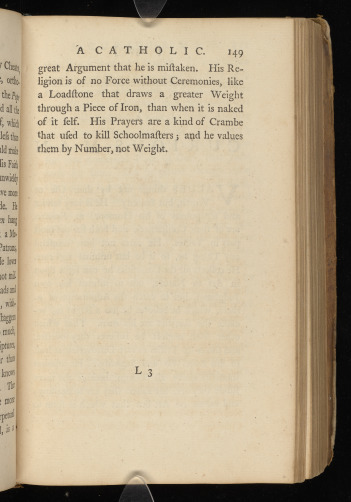 A CATHOLIC. 149
great Argument that he is miſtaken. His Re-
ligion is of no Force without Ceremonies, like
a Loadſtone that draws a greater Weight
through a Piece of Iron, than when it is naked
of it ſelf. His Prayers are a kind of Crambe
that uſed to kill Schoolmaſters; and he values
them by Number, not Weight.
L 3